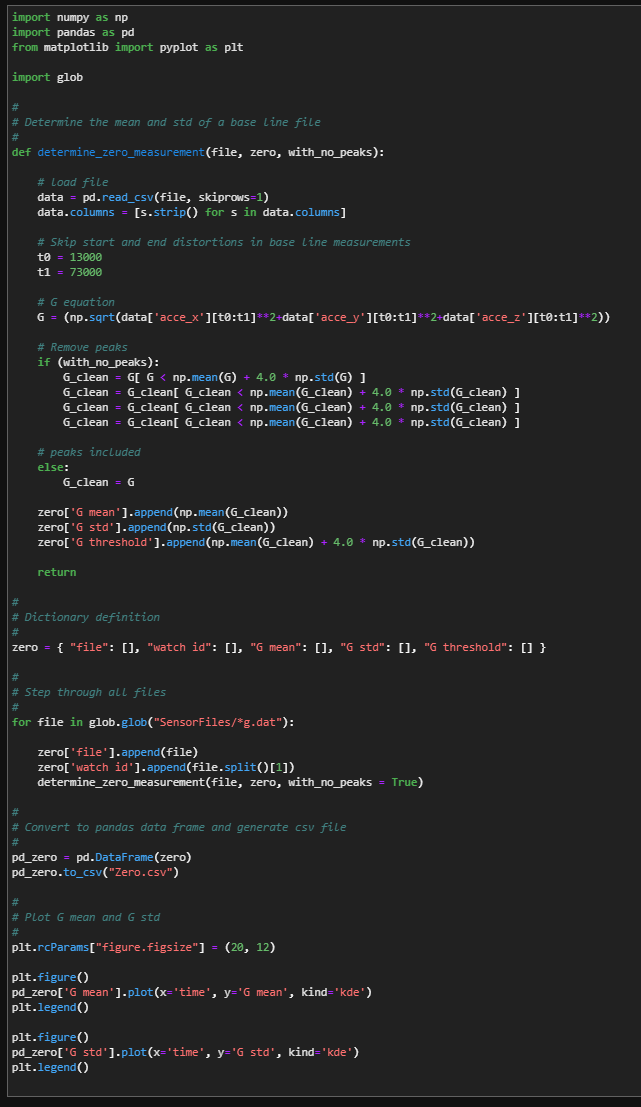 import numpy as np
import pandas as pd
from matplotlib import pyplot as plt

import glob

#
# Determine the mean and std of a base line file
#
def determine_zero_measurement(file, zero, with_no_peaks):

    # load file
    data = pd.read_csv(file, skiprows=1)
    data.columns = [s.strip() for s in data.columns]

    # Skip start and end distortions in base line measurements
    t0 = 13000
    t1 = 73000

    # G equation
    G = (np.sqrt(data['acce_x'][t0:t1]**2+data['acce_y'][t0:t1]**2+data['acce_z'][t0:t1]**2))

    # Remove peaks
    if (with_no_peaks):
        G_clean = G[ G < np.mean(G) + 4.0 * np.std(G) ]
        G_clean = G_clean[ G_clean < np.mean(G_clean) + 4.0 * np.std(G_clean) ]
        G_clean = G_clean[ G_clean < np.mean(G_clean) + 4.0 * np.std(G_clean) ]
        G_clean = G_clean[ G_clean < np.mean(G_clean) + 4.0 * np.std(G_clean) ]

    # peaks included
    else:
        G_clean = G

    zero['G mean'].append(np.mean(G_clean))
    zero['G std'].append(np.std(G_clean))
    zero['G threshold'].append(np.mean(G_clean) + 4.0 * np.std(G_clean))

    return

#
# Dictionary definition
#
zero = { "file": [], "watch id": [], "G mean": [], "G std": [], "G threshold": [] }

#
# Step through all files
#
for file in glob.glob("SensorFiles/*g.dat"):

    zero['file'].append(file)
    zero['watch id'].append(file.split()[1])
    determine_zero_measurement(file, zero, with_no_peaks = True)

#
# Convert to pandas data frame and generate csv file
#
pd_zero = pd.DataFrame(zero)
pd_zero.to_csv("Zero.csv")

#
# Plot G mean and G std
#
plt.rcParams["figure.figsize"] = (20, 12)

plt.figure()
pd_zero['G mean'].plot(x='time', y='G mean', kind='kde')
plt.legend()

plt.figure()
pd_zero['G std'].plot(x='time', y='G std', kind='kde')
plt.legend()